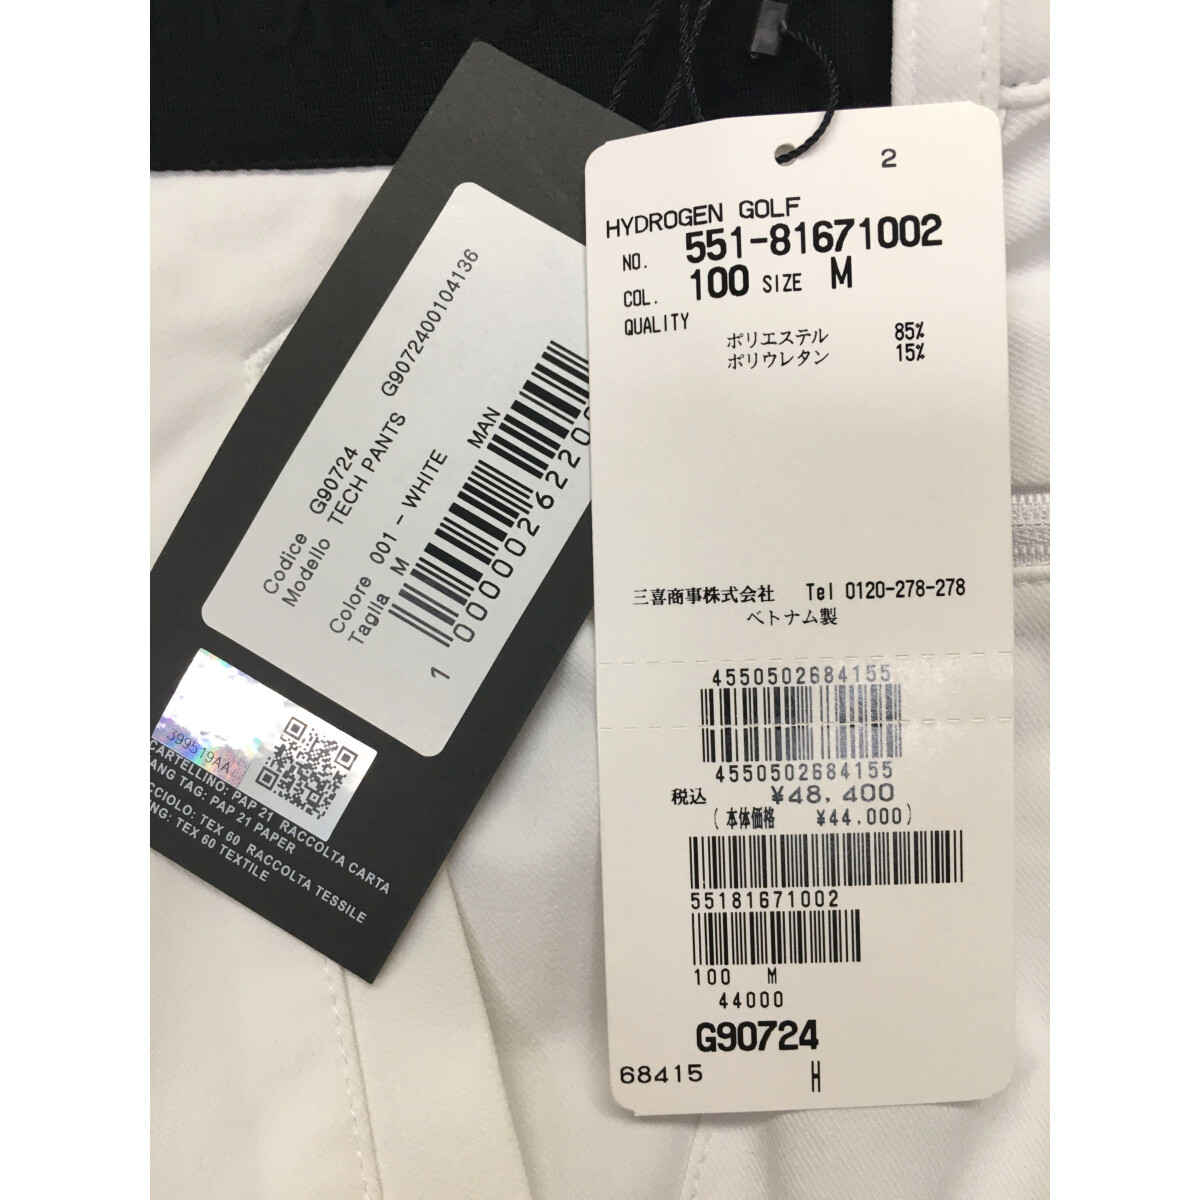 Codice G90724
Modello TECH PANTS G9072400104136
Colore 001 - WHITE MAN
Taglia M
399519AA
CARTELLINO: PAP 21 RACCOLTA CARTA
ANG TAG: PAP 21 PAPER
CCIOLO: TEX 60 RACCOLTA TESSILE
NG: TEX 60 TEXTILE
2
HYDROGEN GOLF
NO. 551-81671002
COL. 100 SIZE M
QUALITY
ポリエステル 85%
ポリウレタン 15%
三喜商事株式会社 Tel 0120-278-278
ベトナム製
4550502684155
4550502684155
税込 ¥48,400
(本体価格 ¥44,000)
55181671002
100 M
44000
G90724
68415 H